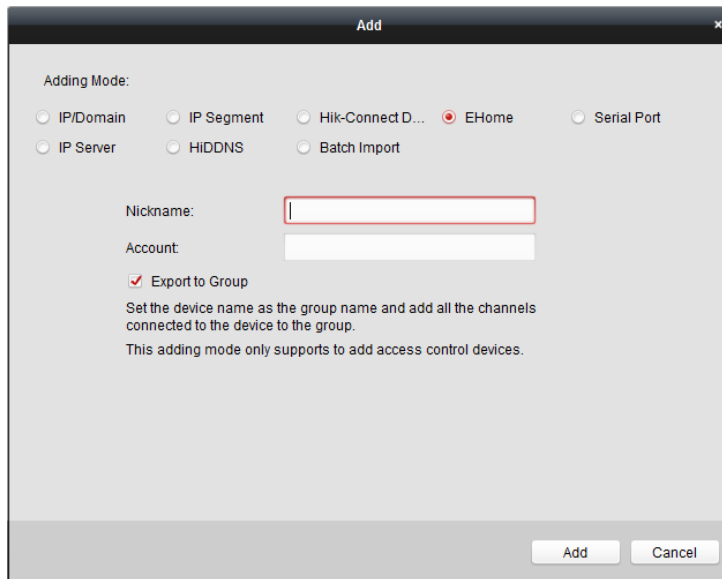 Add
Adding Mode:
IP/Domain IP Segment Hik-Connect D... EHome Serial Port
IP Server HiDDNS Batch Import
Nickname:
Account:
Export to Group
Set the device name as the group name and add all the channels
connected to the device to the group.
This adding mode only supports to add access control devices.
Add Cancel